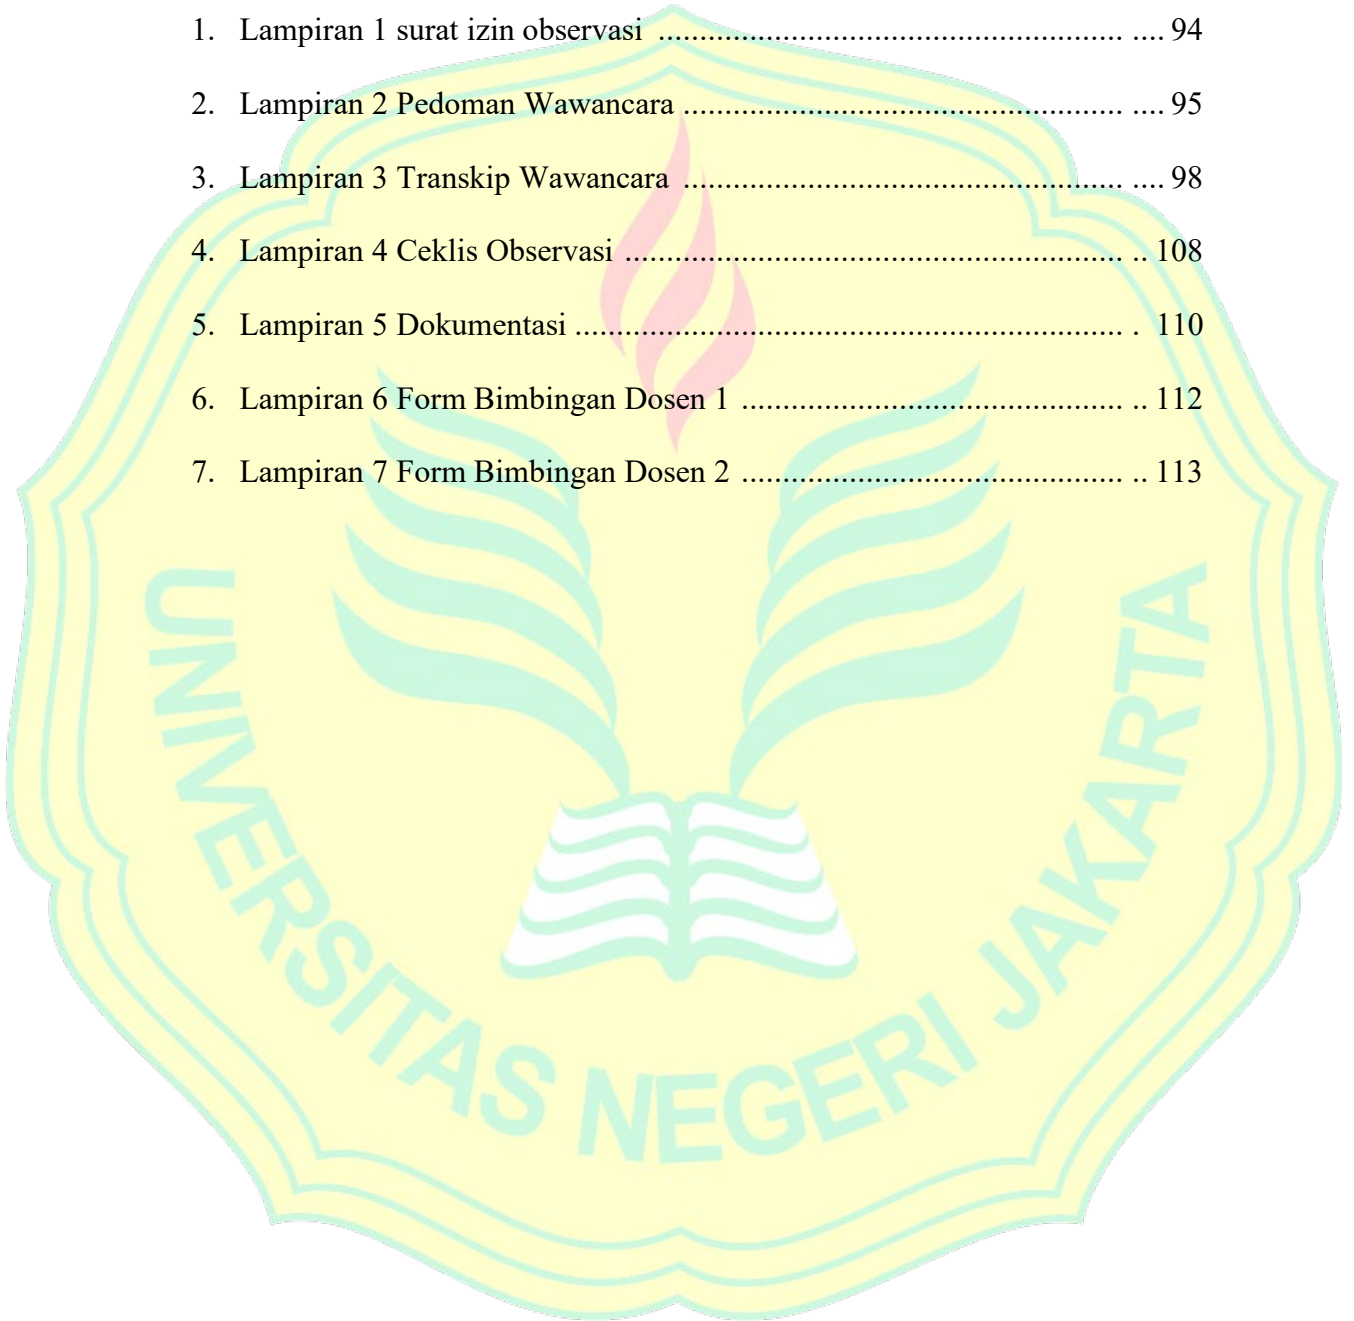 1. Lampiran 1 surat izin observasi ................................................ .... 94
2. Lampiran 2 Pedoman Wawancara ............................................. .... 95
3. Lampiran 3 Transkip Wawancara ............................................. .... 98
4. Lampiran 4 Ceklis Observasi ................................................... .. 108
5. Lampiran 5 Dokumentasi ........................................................ . 110
6. Lampiran 6 Form Bimbingan Dosen 1 ....................................... .. 112
7. Lampiran 7 Form Bimbingan Dosen 2 ....................................... .. 113
UNIVERSITAS NEGERI JAKARTA